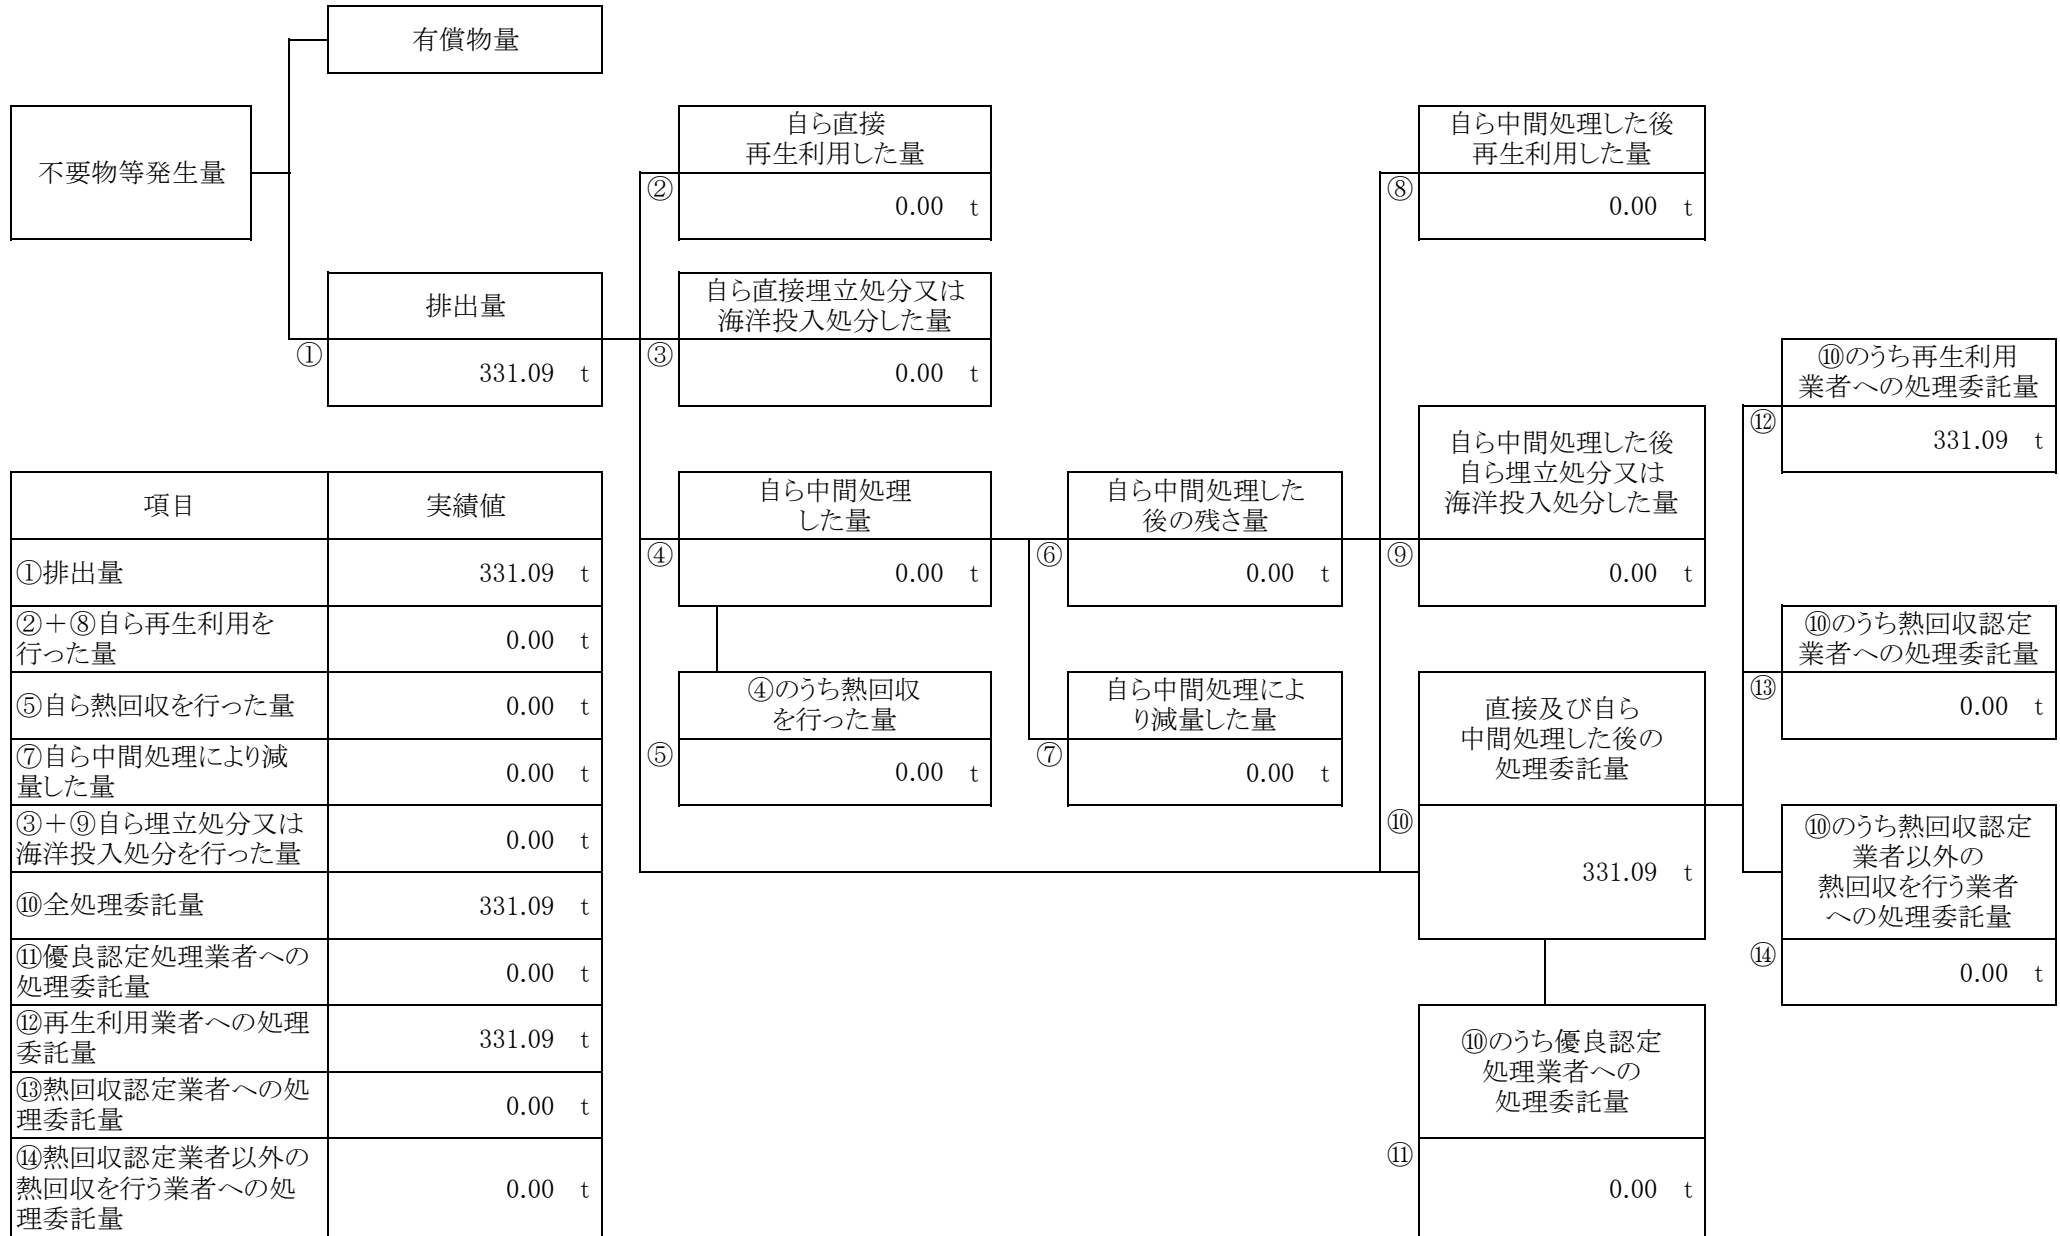 有償物量
不要物等発生量
排出量
①
331.09 t
自ら直接
再生利用した量
②
0.00 t
自ら直接埋立処分又は
海洋投入処分した量
③
0.00 t
自ら中間処理
した量
④
0.00 t
④のうち熱回収
を行った量
⑤
0.00 t
自ら中間処理した
後の残さ量
⑥
0.00 t
自ら中間処理によ
り減量した量
⑦
0.00 t
自ら中間処理した後
再生利用した量
⑧
0.00 t
自ら中間処理した後
自ら埋立処分又は
海洋投入処分した量
⑨
0.00 t
直接及び自ら
中間処理した後の
処理委託量
⑩
331.09 t
⑩のうち優良認定
処理業者への
処理委託量
⑪
0.00 t
⑩のうち再生利用
業者への処理委託量
⑫
331.09 t
⑩のうち熱回収認定
業者への処理委託量
⑬
0.00 t
⑩のうち熱回収認定
業者以外の
熱回収を行う業者
への処理委託量
⑭
0.00 t
項目 実績値
①排出量 331.09 t
②+⑧自ら再生利用を
行った量 0.00 t
⑤自ら熱回収を行った量 0.00 t
⑦自ら中間処理により減
量した量 0.00 t
③+⑨自ら埋立処分又は
海洋投入処分を行った量 0.00 t
⑩全処理委託量 331.09 t
⑪優良認定処理業者への
処理委託量 0.00 t
⑫再生利用業者への処理
委託量 331.09 t
⑬熱回収認定業者への処
理委託量 0.00 t
⑭熱回収認定業者以外の
熱回収を行う業者への処
理委託量 0.00 t